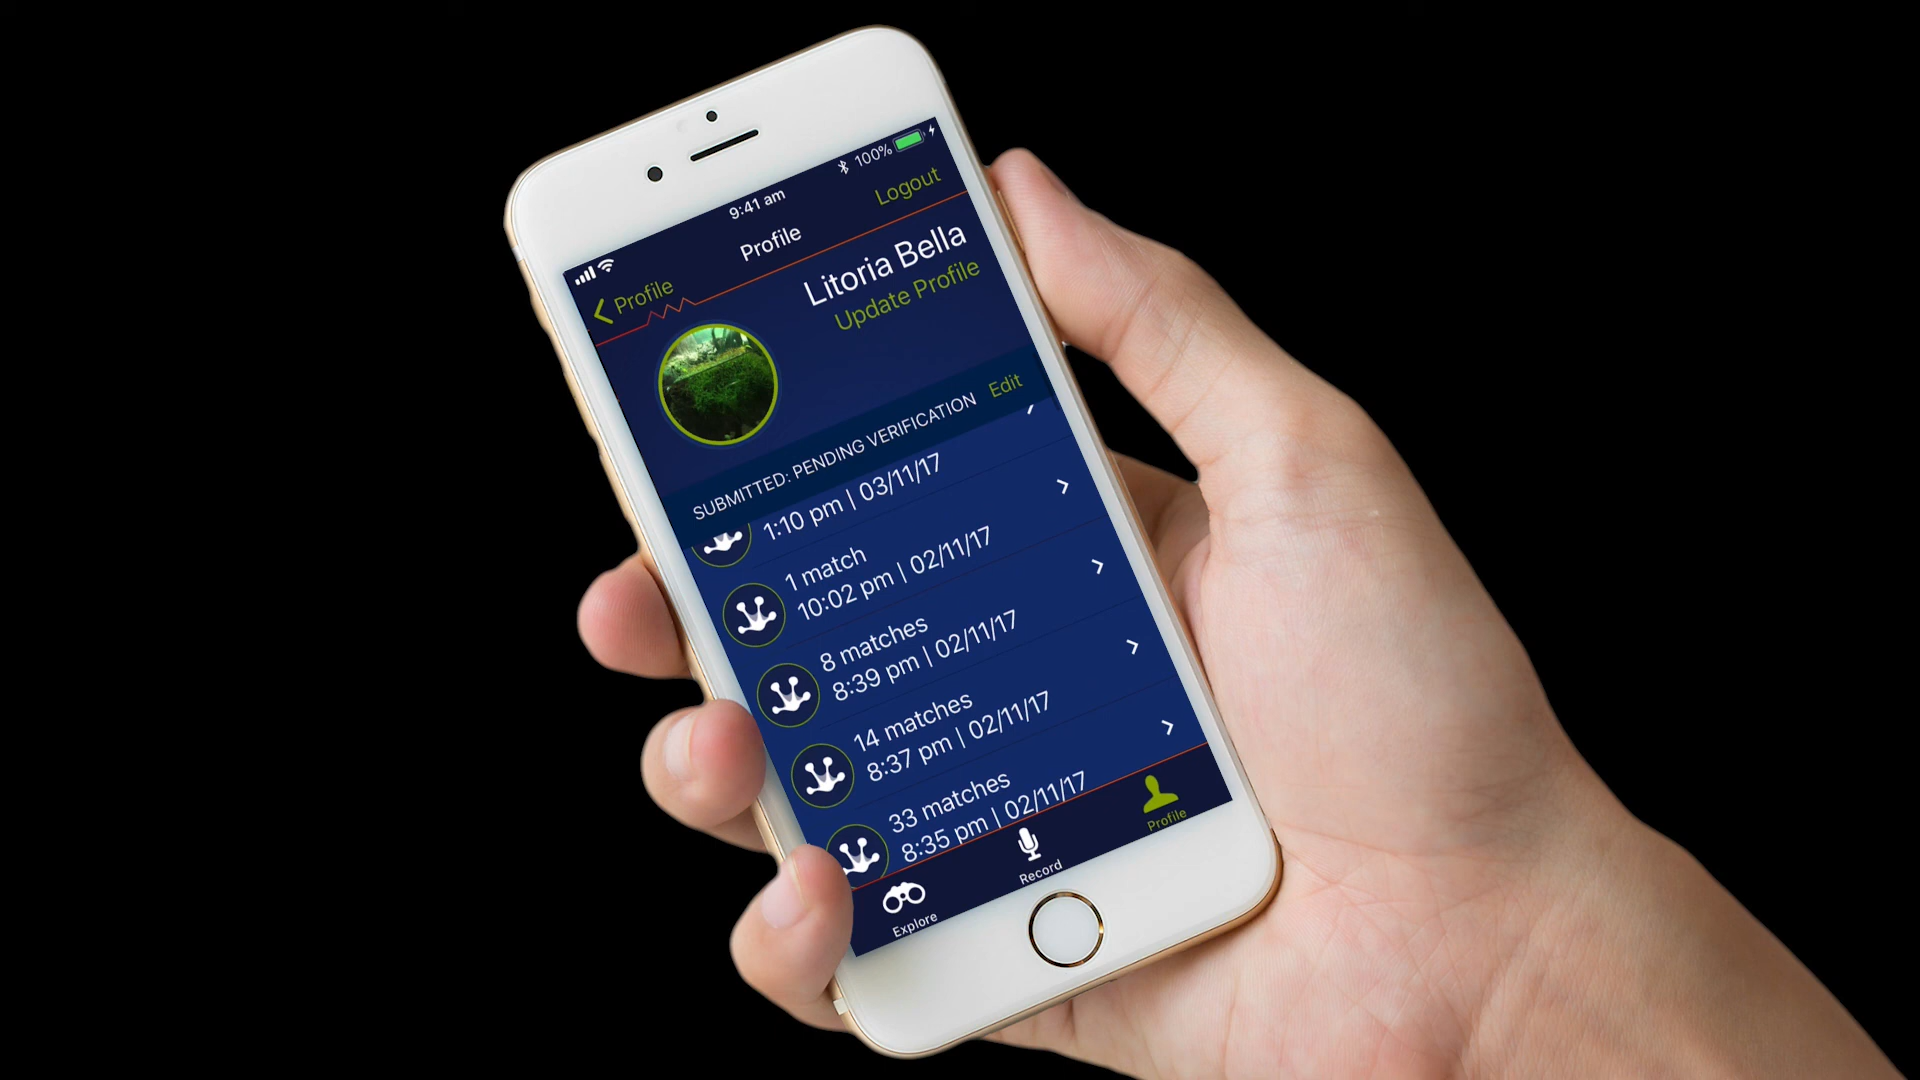 9:41 am
100%
Profile
Profile
Logout
Litoria Bella
Update Profile
SUBMITTED: PENDING VERIFICATION
Edit
1:10 pm | 03/11/17
1 match
10:02 pm | 02/11/17
8 matches
8:39 pm | 02/11/17
14 matches
8:37 pm | 02/11/17
33 matches
8:35 pm | 02/11/17
Explore
Record
Profile